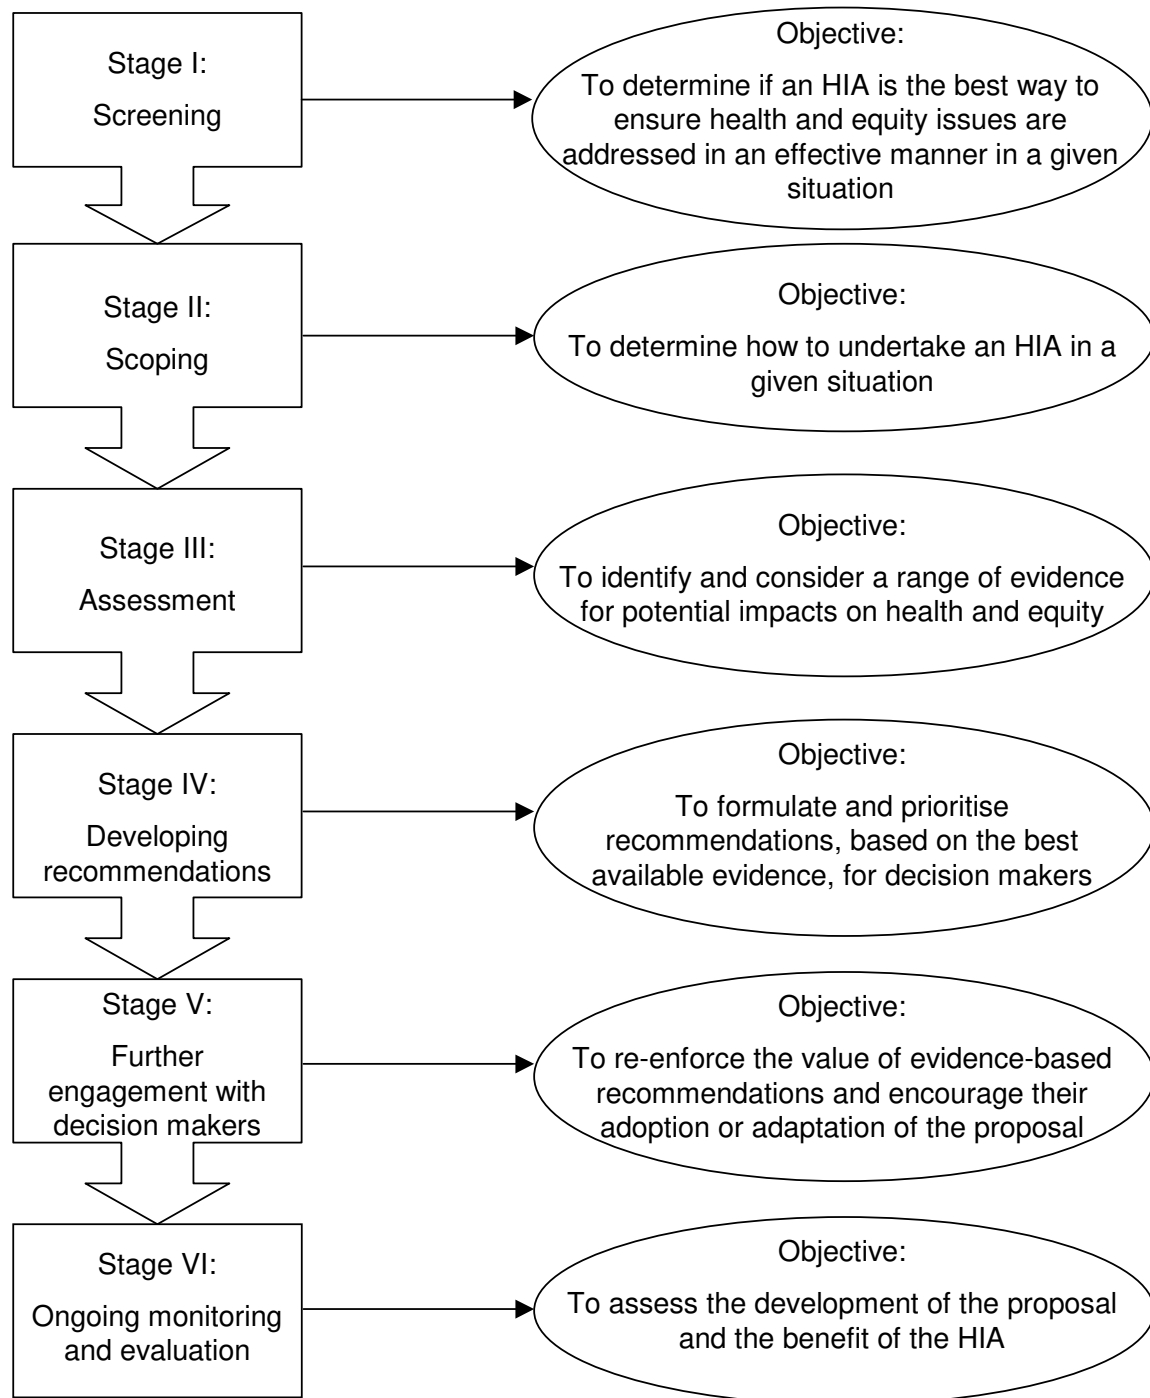 Stage I:
Screening
Objective:
To determine if an HIA is the best way to
ensure health and equity issues are
addressed in an effective manner in a given
situation
Stage II:
Scoping
Objective:
To determine how to undertake an HIA in a
given situation
Stage III:
Assessment
Objective:
To identify and consider a range of evidence
for potential impacts on health and equity
Stage IV:
Developing
recommendations
Objective:
To formulate and prioritise
recommendations, based on the best
available evidence, for decision makers
Stage V:
Further
engagement with
decision makers
Objective:
To re-enforce the value of evidence-based
recommendations and encourage their
adoption or adaptation of the proposal
Stage VI:
Ongoing monitoring
and evaluation
Objective:
To assess the development of the proposal
and the benefit of the HIA